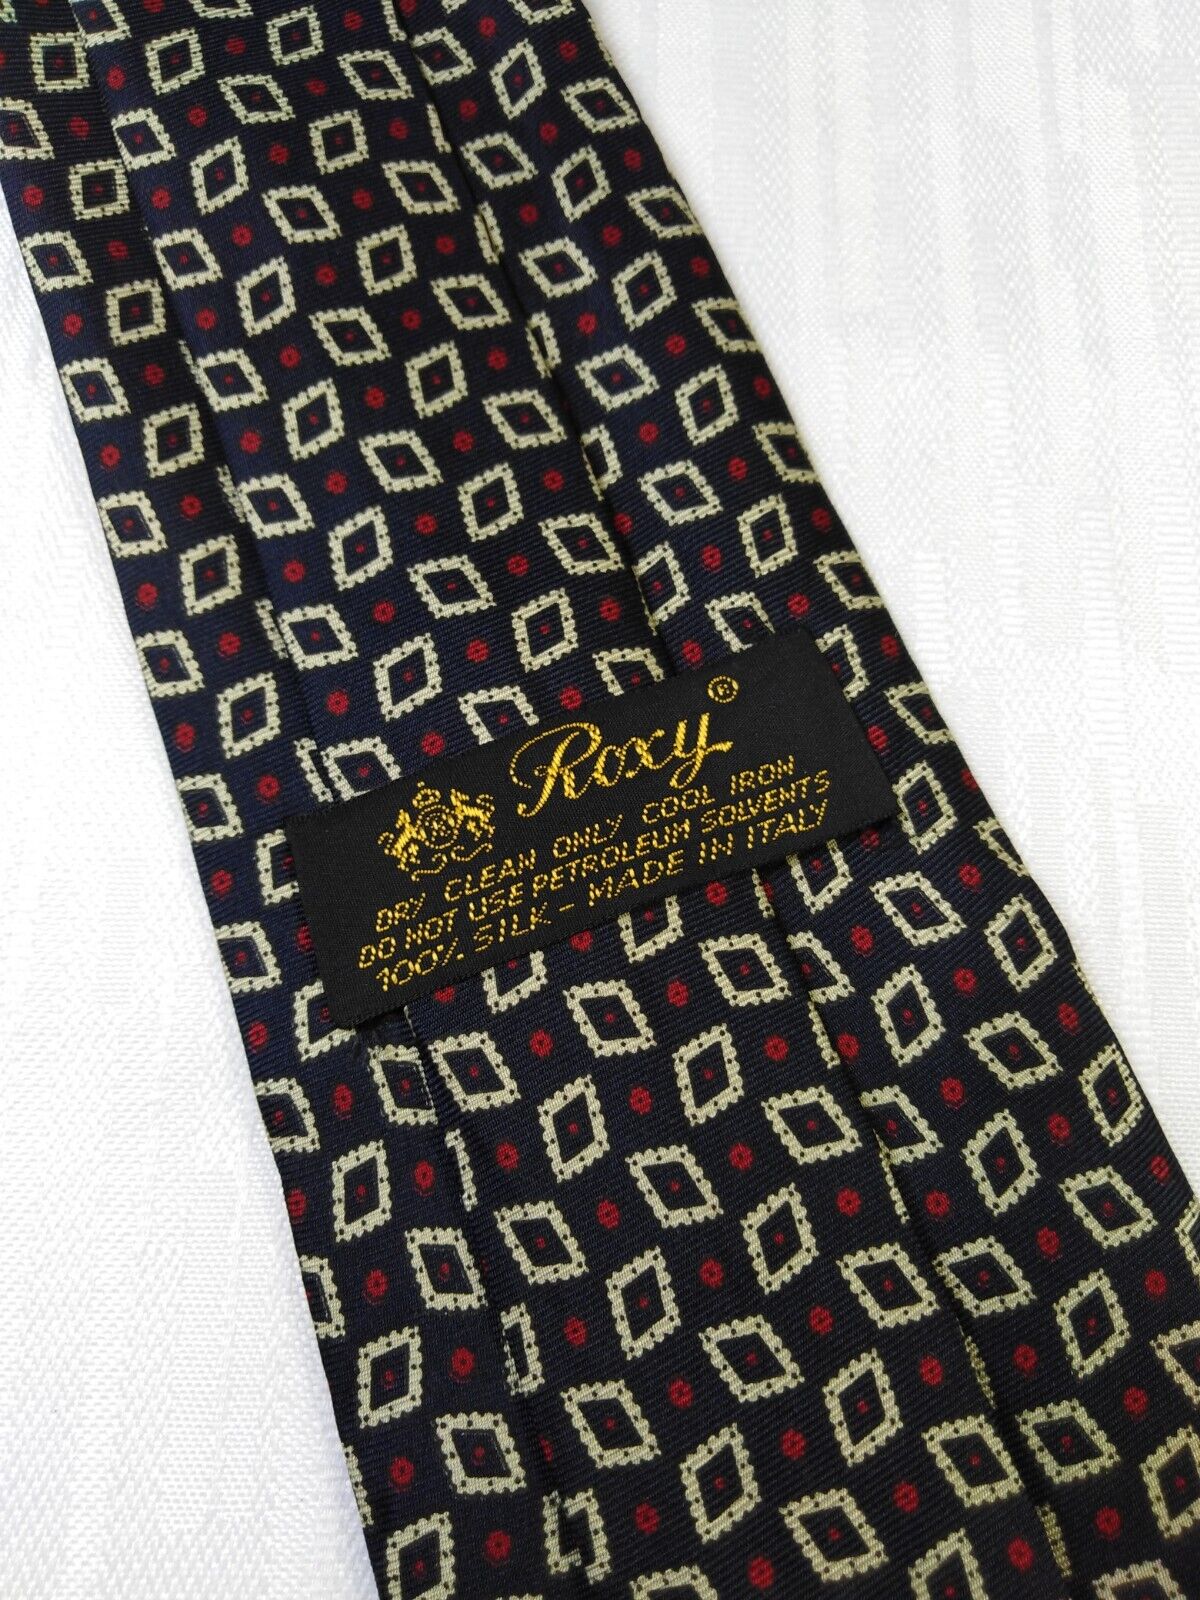 Roxy®
DRY CLEAN ONLY COOL IRON
DO NOT USE PETROLEUM SOLVENTS
100% SILK - MADE IN ITALY